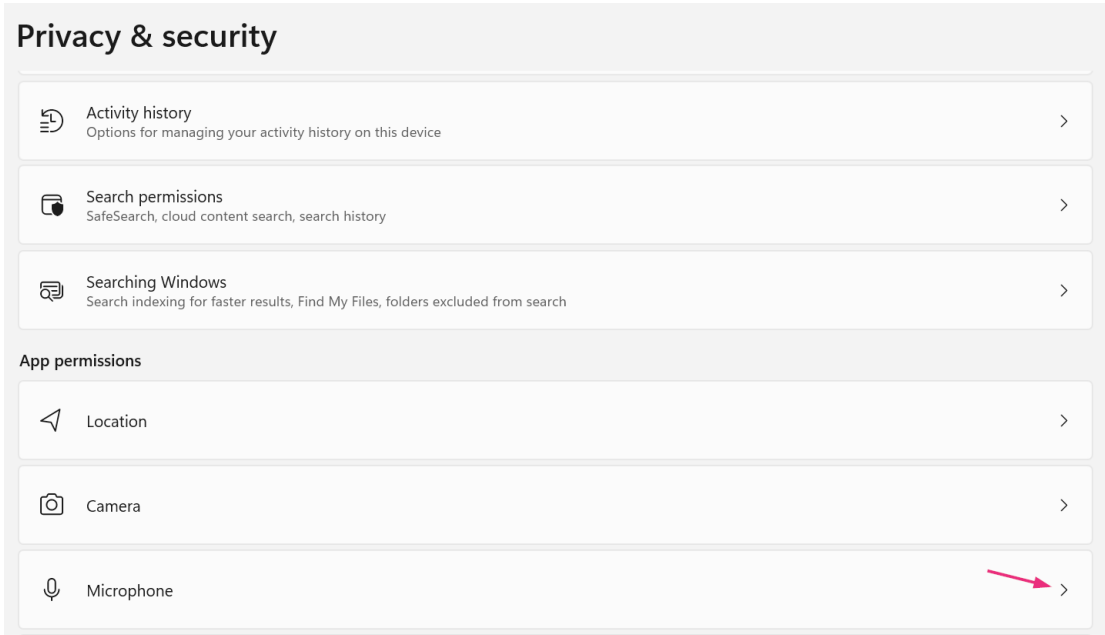 Privacy & security
Activity history
Options for managing your activity history on this device
Search permissions
SafeSearch, cloud content search, search history
Searching Windows
Search indexing for faster results, Find My Files, folders excluded from search
App permissions
Location
Camera
Microphone